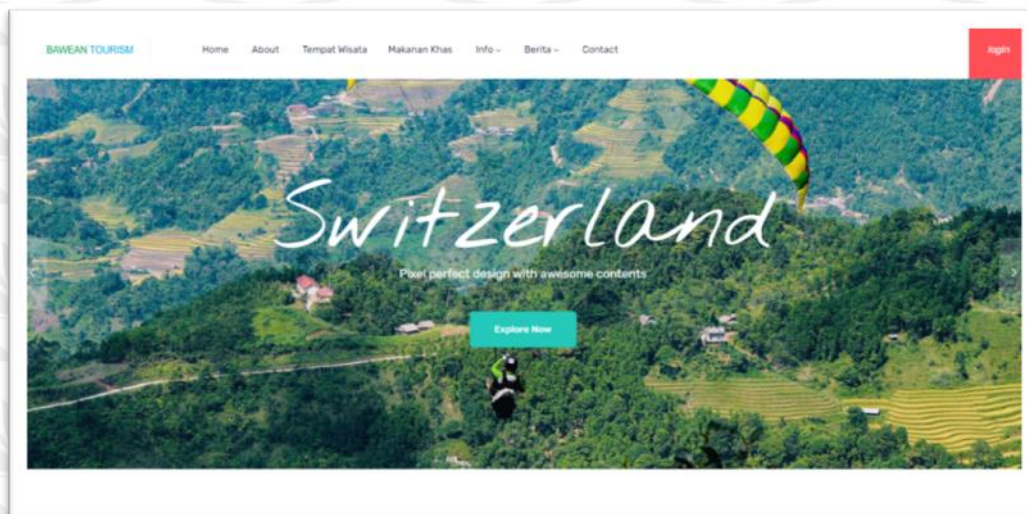 BAWEAN TOURISM
Home About Tempat Wisata Makanan Khas Info Berita Contact
login
Switzerland
Pixel perfect design with awesome contents
Explore Now